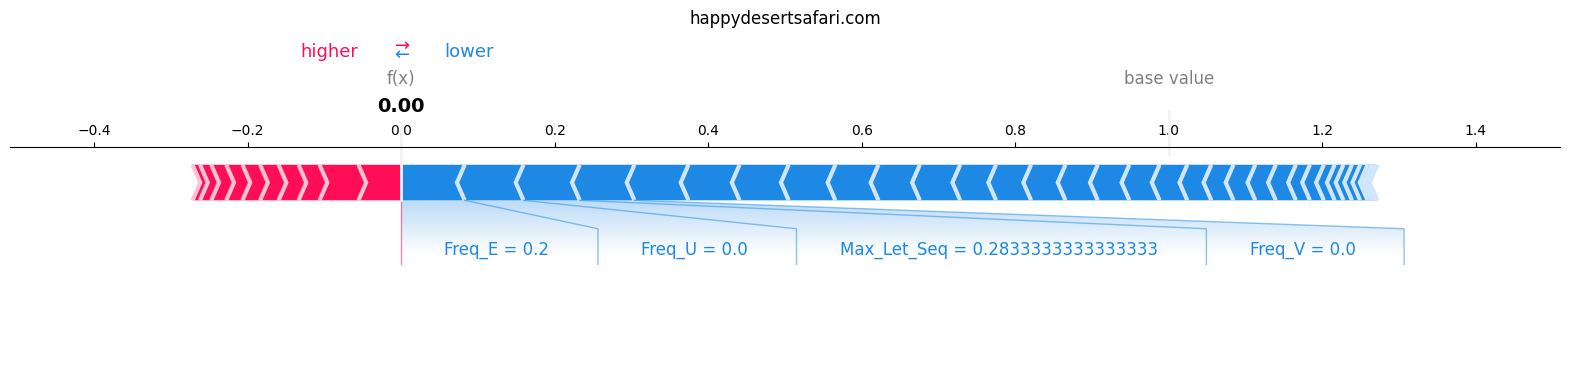 happydesertsafari.com
higher ⇄ lower
f(x) base value
0.00
−0.4 −0.2 0.0 0.2 0.4 0.6 0.8 1.0 1.2 1.4
Freq_E = 0.2 Freq_U = 0.0 Max_Let_Seq = 0.2833333333333333 Freq_V = 0.0